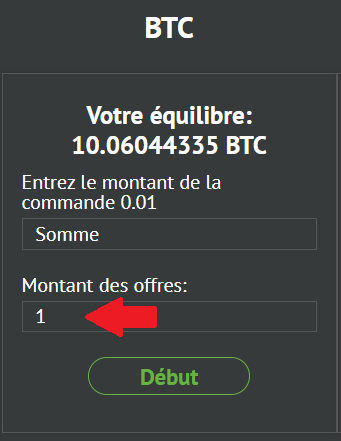 BTC
Votre équilibre:
10.06044335 BTC
Entrez le montant de la
commande 0.01
Somme
Montant des offres:
1
Début